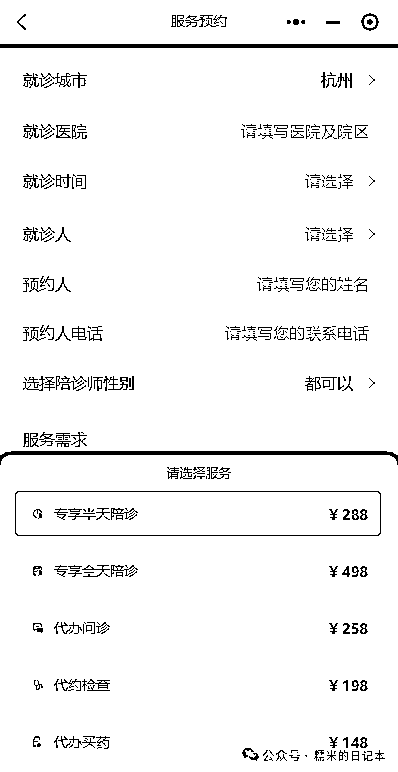 服务预约
就诊城市 杭州
就诊医院 请填写医院及院区
就诊时间 请选择
就诊人 请选择
预约人 请填写您的姓名
预约人电话 请填写您的联系电话
选择陪诊师性别 都可以
服务需求
请选择服务
专享半天陪诊 ¥288
专享全天陪诊 ¥498
代办问诊 ¥258
代约检查 ¥198
代办买药 ¥148
公众号·糯米的日记本